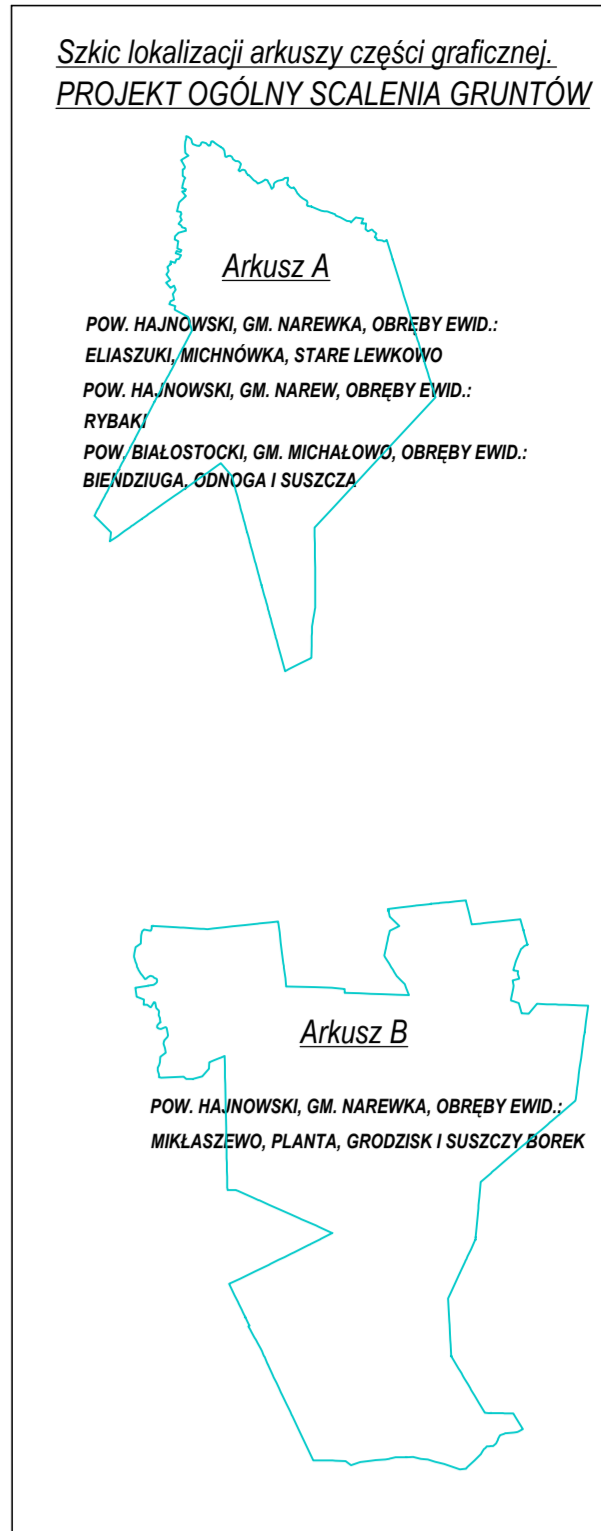 Szkic lokalizacji arkuszy części graficznej.
PROJEKT OGÓLNY SCALENIA GRUNTÓW
Arkusz A
POW. HAJNOWSKI, GM. NAREWKA, OBRĘBY EWID.:
ELIASZUKI, MICHNÓWKA, STARE LEWKOWO
POW. HAJNOWSKI, GM. NAREW, OBRĘBY EWID.:
RYBAKI
POW. BIAŁOSTOCKI, GM. MICHAŁOWO, OBRĘBY EWID.:
BIENDZIUGA, ODNOGA I SUSZCZA
Arkusz B
POW. HAJNOWSKI, GM. NAREWKA, OBRĘBY EWID.:
MIKŁASZEWO, PLANTA, GRODZISK I SUSZCZY BOREK